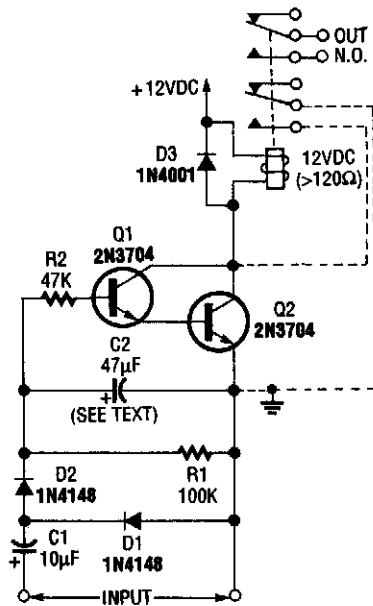 OUT
N.O.
+12VDC
D3
1N4001
12VDC
(>120Ω)
Q1
2N3704
R2
47K
Q2
2N3704
C2
47µF
+
(SEE TEXT)
D2
1N4148
R1
100K
C1
10µF
+
D1
1N4148
INPUT